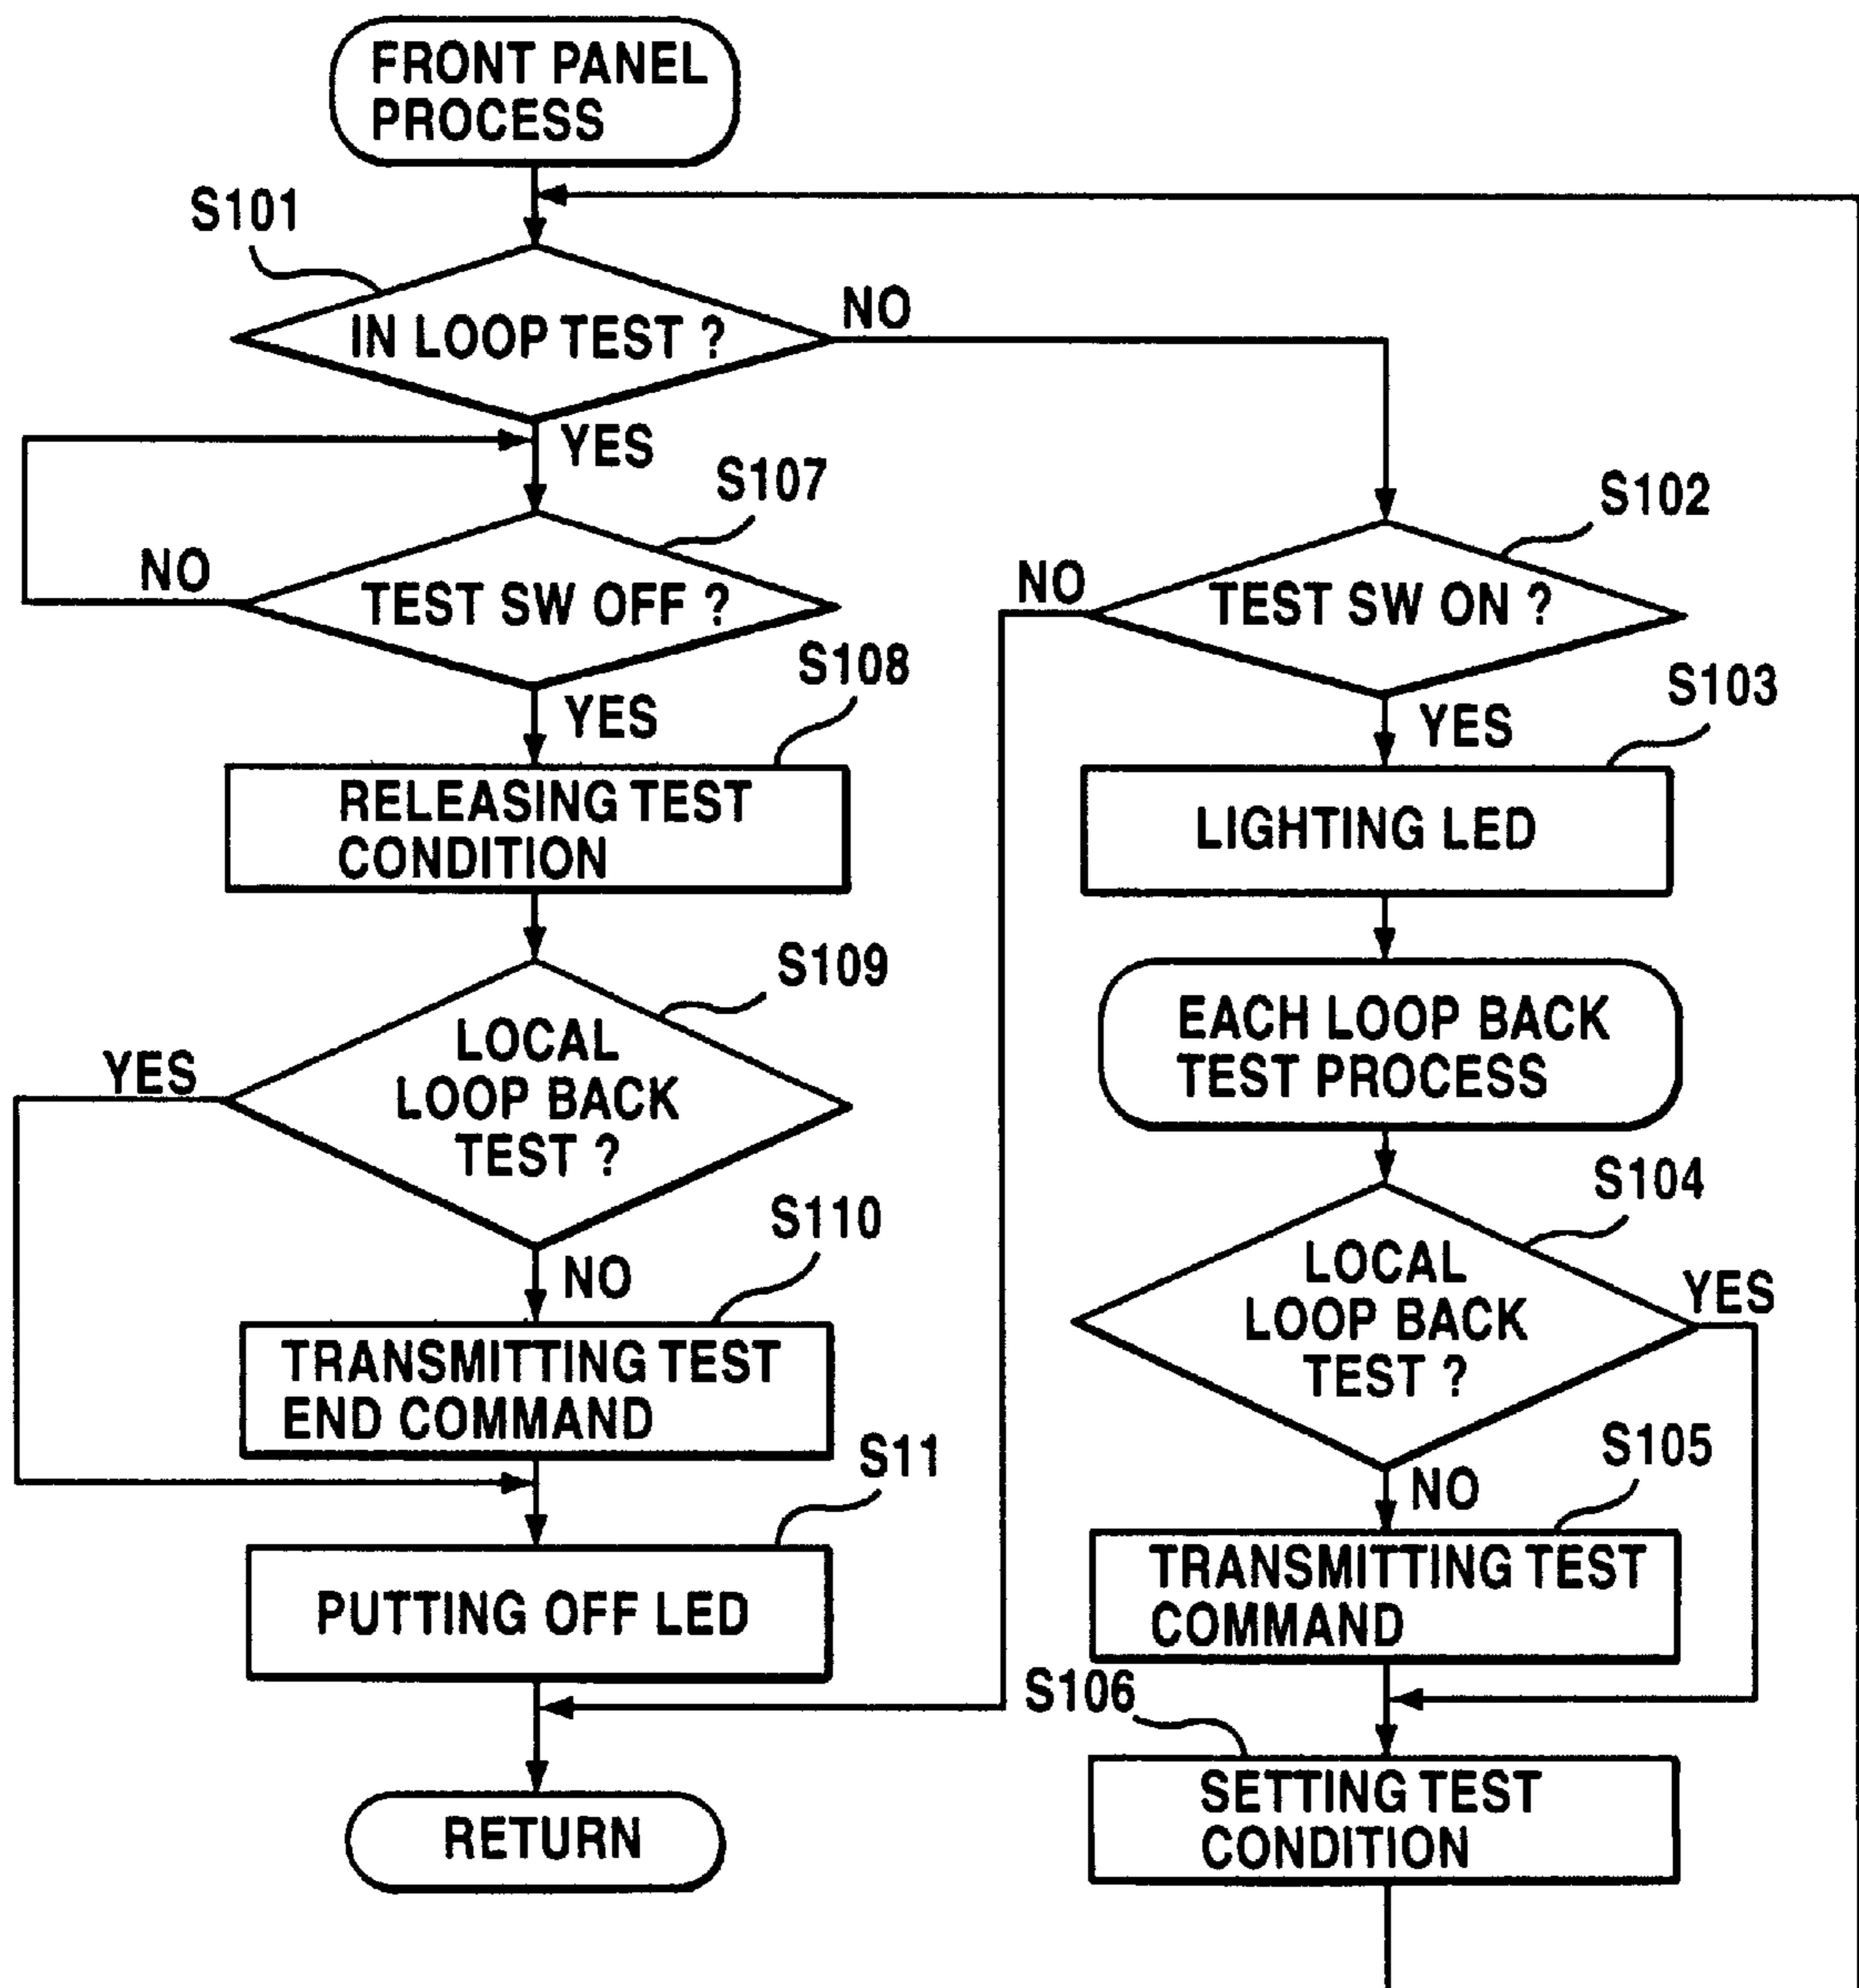 FRONT PANEL
PROCESS
S101
IN LOOP TEST ?
NO
YES
S107
NO
TEST SW OFF ?
YES
S108
RELEASING TEST
CONDITION
S109
YES
LOCAL
LOOP BACK
TEST ?
S110
NO
TRANSMITTING TEST
END COMMAND
S11
PUTTING OFF LED
RETURN
S102
NO
TEST SW ON ?
S103
YES
LIGHTING LED
EACH LOOP BACK
TEST PROCESS
S104
LOCAL
LOOP BACK
TEST ?
YES
S105
NO
TRANSMITTING TEST
COMMAND
S106
SETTING TEST
CONDITION